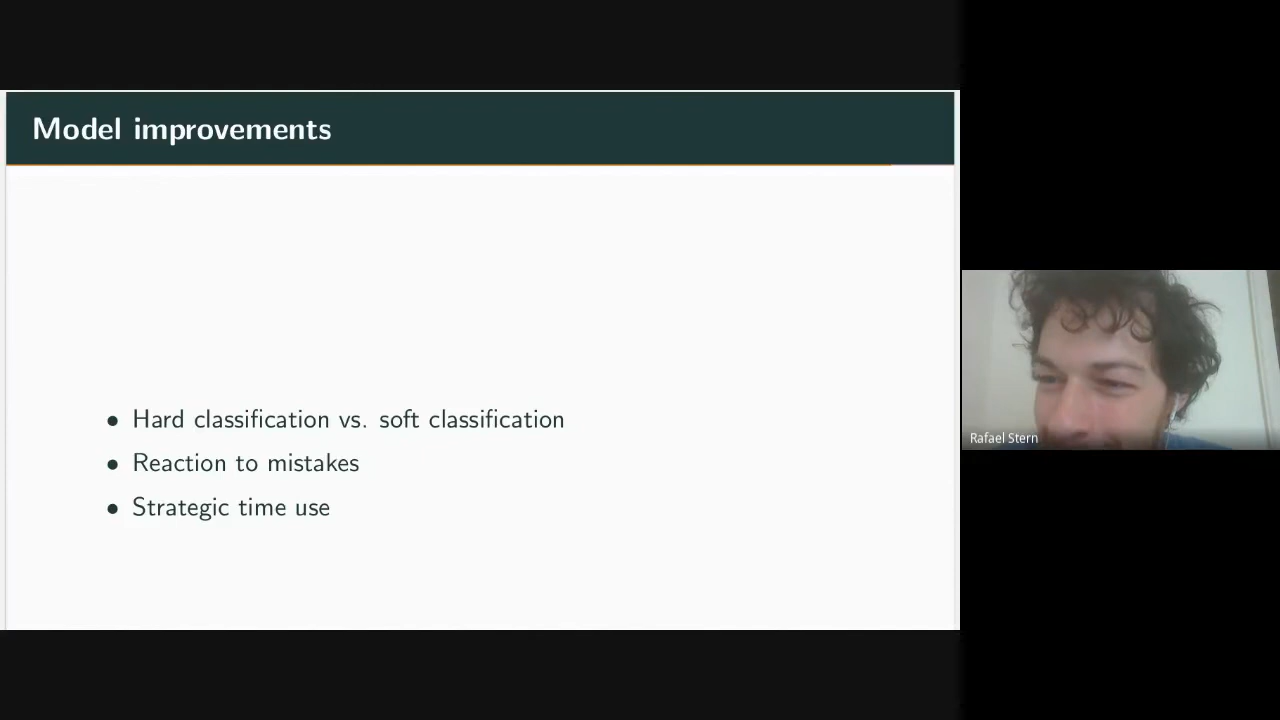 Model improvements
• Hard classification vs. soft classification
• Reaction to mistakes
• Strategic time use
Rafael Stern